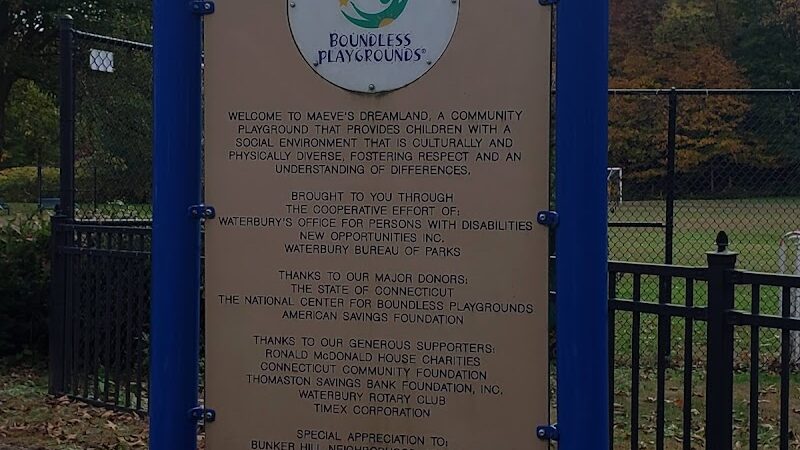 BOUNDLESS
PLAYGROUNDS®
WELCOME TO MAEVE'S DREAMLAND, A COMMUNITY
PLAYGROUND THAT PROVIDES CHILDREN WITH A
SOCIAL ENVIRONMENT THAT IS CULTURALLY AND
PHYSICALLY DIVERSE, FOSTERING RESPECT AND AN
UNDERSTANDING OF DIFFERENCES.
BROUGHT TO YOU THROUGH
THE COOPERATIVE EFFORT OF:
WATERBURY'S OFFICE FOR PERSONS WITH DISABILITIES
NEW OPPORTUNITIES INC.
WATERBURY BUREAU OF PARKS
THANKS TO OUR MAJOR DONORS:
THE STATE OF CONNECTICUT
THE NATIONAL CENTER FOR BOUNDLESS PLAYGROUNDS
AMERICAN SAVINGS FOUNDATION
THANKS TO OUR GENEROUS SUPPORTERS:
RONALD McDONALD HOUSE CHARITIES
CONNECTICUT COMMUNITY FOUNDATION
THOMASTON SAVINGS BANK FOUNDATION, INC.
WATERBURY ROTARY CLUB
TIMEX CORPORATION
SPECIAL APPRECIATION TO:
BUNKER HILL